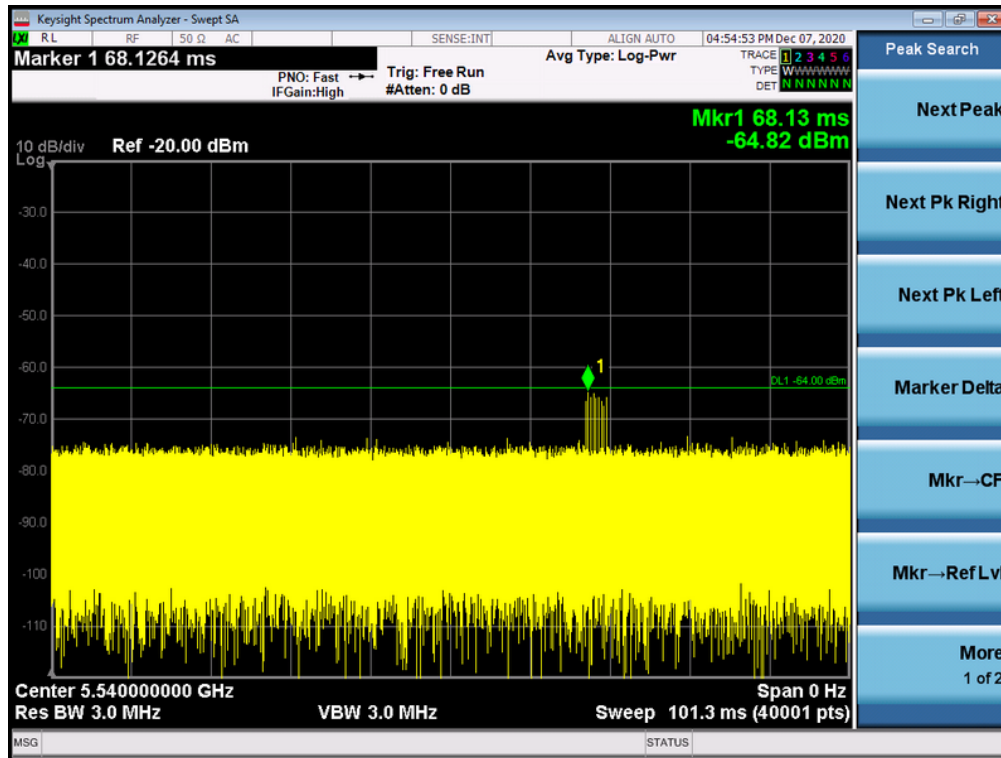 Keysight Spectrum Analyzer - Swept SA
LXI RL RF 50 Ω AC SENSE:INT ALIGN AUTO 04:54:53 PM Dec 07, 2020
Marker 1 68.1264 ms
PNO: Fast
IFGain:High
Trig: Free Run
#Atten: 0 dB
Avg Type: Log-Pwr
TRACE 1 2 3 4 5 6
TYPE W
DET N N N N N N
Mkr1 68.13 ms
-64.82 dBm
10 dB/div Ref -20.00 dBm
Log
-30.0
-40.0
-50.0
-60.0
1
DL1 -64.00 dBm
-70.0
-80.0
-90.0
-100
-110
Center 5.540000000 GHz Span 0 Hz
Res BW 3.0 MHz VBW 3.0 MHz Sweep 101.3 ms (40001 pts)
MSG STATUS
Peak Search
Next Peak
Next Pk Right
Next Pk Left
Marker Delta
Mkr→CF
Mkr→Ref Lvl
More
1 of 2